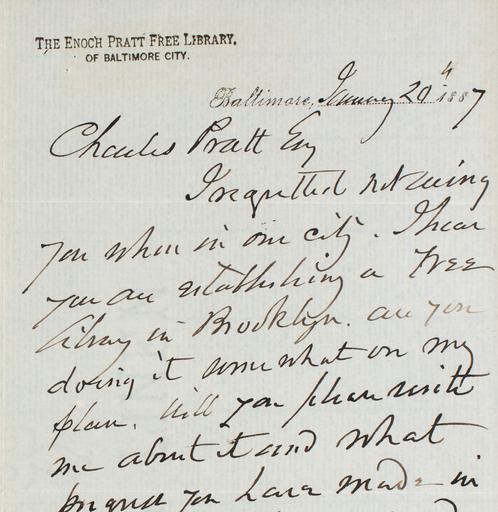 THE ENOCH PRATT FREE LIBRARY,
OF BALTIMORE CITY.
Baltimore, January 20th 1887
Charles Pratt Esq
I regretted not seeing
you when in our city. I hear
you are establishing a Free
library in Brooklyn. are you
doing it somewhat on my
plan. Will you please write
me about it and what
progress you have made in